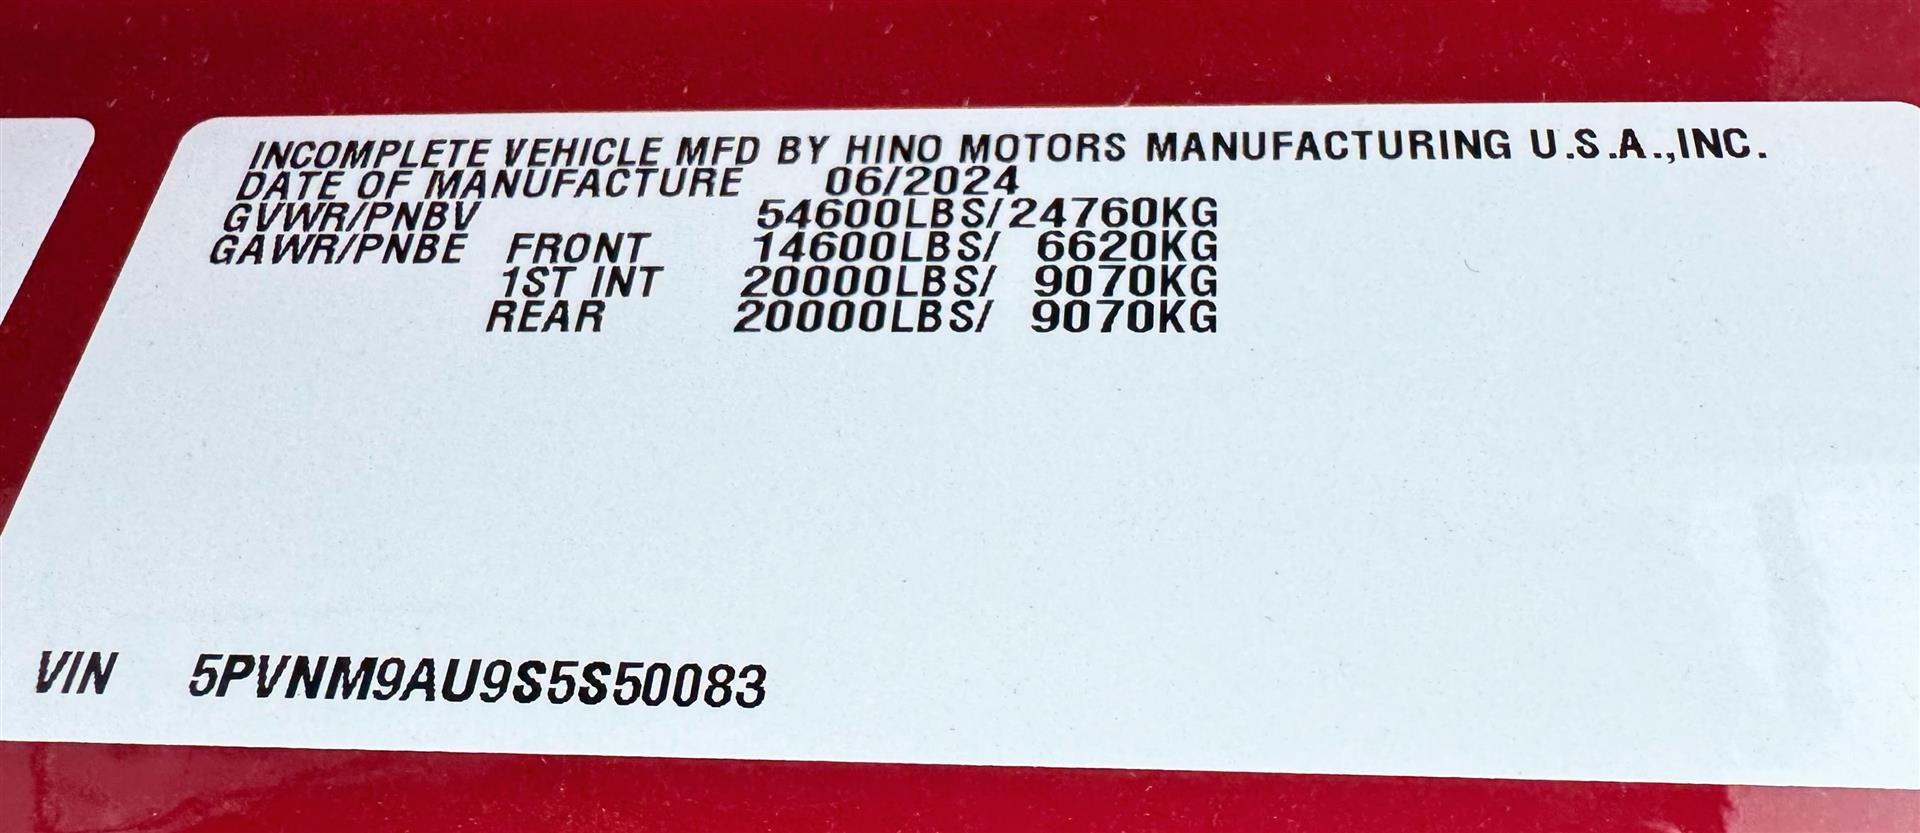 INCOMPLETE VEHICLE MFD BY HINO MOTORS MANUFACTURING U.S.A.,INC.
DATE OF MANUFACTURE 06/2024
GVWR/PNBV 54600LBS/24760KG
GAWR/PNBE FRONT 14600LBS/ 6620KG
1ST INT 20000LBS/ 9070KG
REAR 20000LBS/ 9070KG
VIN 5PVNM9AU9S5S50083